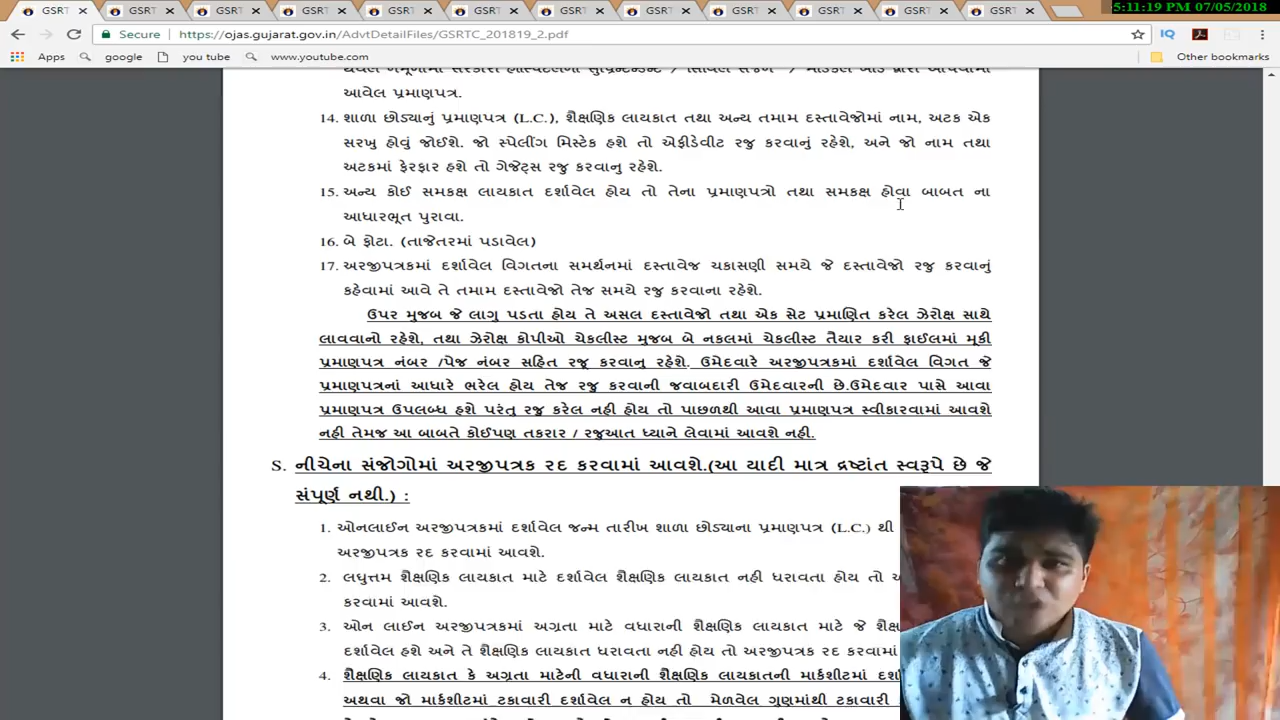 GSRT GSRT GSRT GSRT GSRT GSRT GSRT GSRT GSRT GSRT GSRT GSRT
5:11:19 PM 07/05/2018
Secure https://ojas.gujarat.gov.in/AdvtDetailFiles/GSRTC_201819_2.pdf
Apps google you tube www.youtube.com Other bookmarks
આવેલ પ્રમાણપત્ર.
14. શાળા છોડ્યાનું પ્રમાણપત્ર (L.C.), શૈક્ષણિક લાયકાત તથા અન્ય તમામ દસ્તાવેજોમાં નામ, અટક એક
સરખુ હોવું જોઈશે. જો સ્પેલીંગ મિસ્ટેક હશે તો એફીડેવીટ રજુ કરવાનું રહેશે, અને જો નામ તથા
અટકમાં ફેરફાર હશે તો ગેજેટ્સ રજુ કરવાનુ રહેશે.
15. અન્ય કોઈ સમકક્ષ લાયકાત દર્શાવેલ હોય તો તેના પ્રમાણપત્રો તથા સમકક્ષ હોવા બાબત ના
આધારભૂત પુરાવા.
16. બે ફોટા. (તાજેતરમાં પડાવેલ)
17. અરજીપત્રકમાં દર્શાવેલ વિગતના સમર્થનમાં દસ્તાવેજ ચકાસણી સમયે જે દસ્તાવેજો રજુ કરવાનું
કહેવામાં આવે તે તમામ દસ્તાવેજો તેજ સમયે રજુ કરવાના રહેશે.
ઉપર મુજબ જે લાગુ પડતા હોય તે અસલ દસ્તાવેજો તથા એક સેટ પ્રમાણિત કરેલ ઝેરોક્ષ સાથે
લાવવાનો રહેશે, તથા ઝેરોક્ષ કોપીઓ ચેકલીસ્ટ મુજબ બે નકલમાં ચેકલીસ્ટ તૈયાર કરી ફાઈલમાં મૂકી
પ્રમાણપત્ર નંબર /પેજ નંબર સહિત રજૂ કરવાનુ રહેશે. ઉમેદવારે અરજીપત્રકમાં દર્શાવેલ વિગત જે
પ્રમાણપત્રનાં આધારે ભરેલ હોય તેજ રજુ કરવાની જવાબદારી ઉમેદવારની છે.ઉમેદવાર પાસે આવા
પ્રમાણપત્ર ઉપલબ્ધ હશે પરંતુ રજુ કરેલ નહી હોય તો પાછળથી આવા પ્રમાણપત્ર સ્વીકારવામાં આવશે
નહી તેમજ આ બાબતે કોઈપણ તકરાર / રજુઆત ધ્યાને લેવામાં આવશે નહી.
S. નીચેના સંજોગોમાં અરજીપત્રક રદ કરવામાં આવશે.(આ યાદી માત્ર દ્રષ્ટાંત સ્વરૂપે છે જે
સંપૂર્ણ નથી.) :
1. ઓનલાઈન અરજીપત્રકમાં દર્શાવેલ જન્મ તારીખ શાળા છોડ્યાના પ્રમાણપત્ર (L.C.) થી
અરજીપત્રક રદ કરવામાં આવશે.
2. લઘુત્તમ શૈક્ષણિક લાયકાત માટે દર્શાવેલ શૈક્ષણિક લાયકાત નહી ધરાવતા હોય તો
કરવામાં આવશે.
3. ઓન લાઈન અરજીપત્રકમાં અગ્રતા માટે વધારાની શૈક્ષણિક લાયકાત માટે જે
દર્શાવેલ હશે અને તે શૈક્ષણિક લાયકાત ધરાવતા નહી હોય તો અરજીપત્રક રદ કરવામાં
4. શૈક્ષણિક લાયકાત કે અગ્રતા માટેની વધારાની શૈક્ષણિક લાયકાતની માર્કશીટમાં
અથવા જો માર્કશીટમાં ટકાવારી દર્શાવેલ ન હોય તો મેળવેલ ગુણમાંથી ટકાવારી